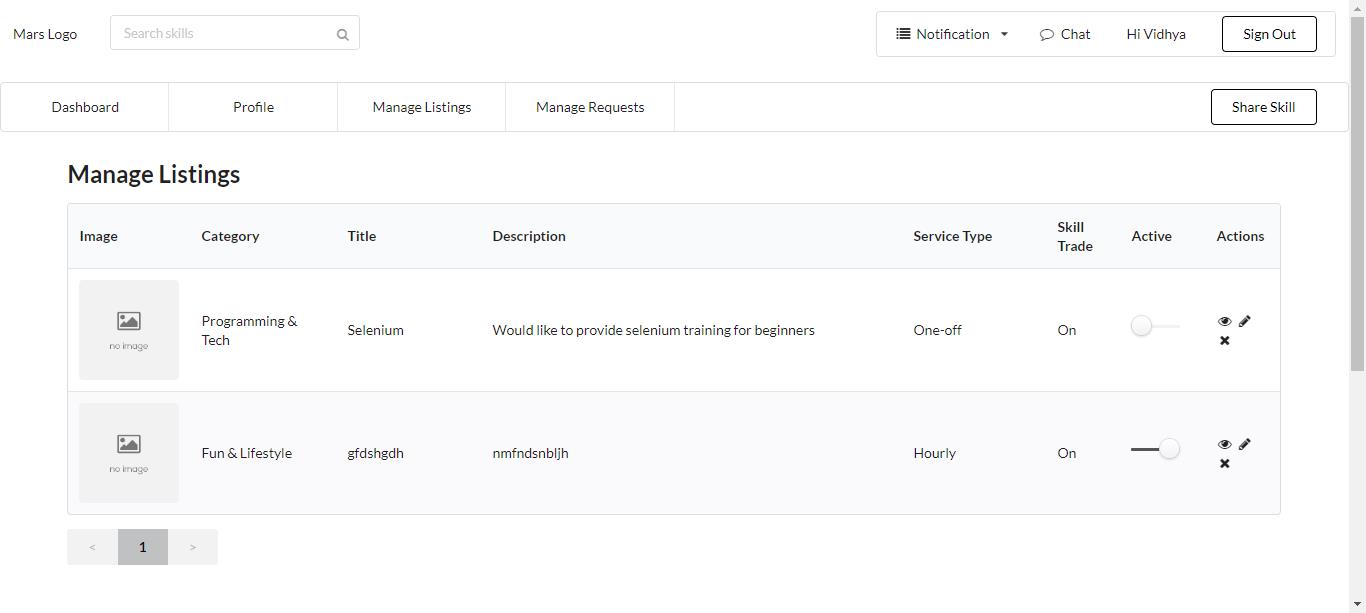 Mars Logo
Search skills
Notification
Chat
Hi Vidhya
Sign Out
Dashboard
Profile
Manage Listings
Manage Requests
Share Skill
Manage Listings
Image
Category
Title
Description
Service Type
Skill
Trade
Active
Actions
no image
Programming &
Tech
Selenium
Would like to provide selenium training for beginners
One-off
On
no image
Fun & Lifestyle
gfdshgdh
nmfndsnbljh
Hourly
On
< 1 >